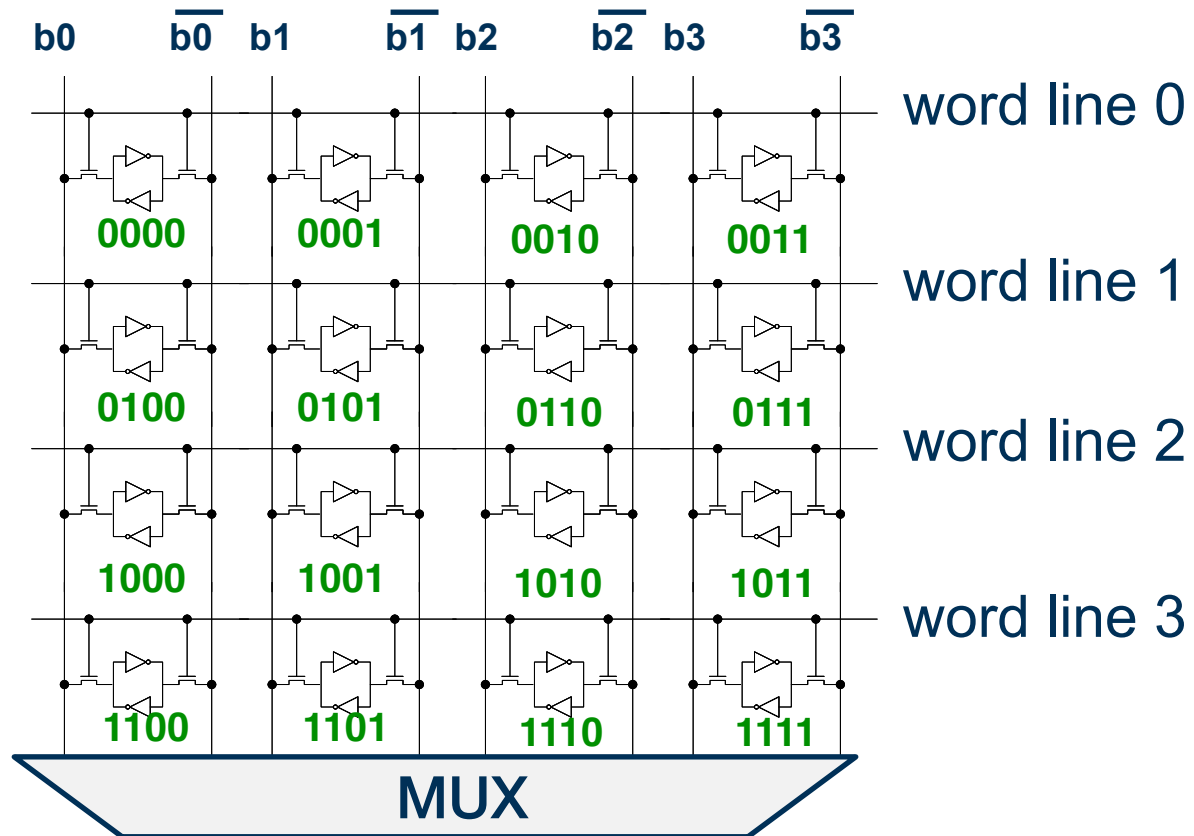 b0 b0 b1 b1 b2 b2 b3 b3
word line 0
0000 0001 0010 0011
word line 1
0100 0101 0110 0111
word line 2
1000 1001 1010 1011
word line 3
1100 1101 1110 1111
MUX